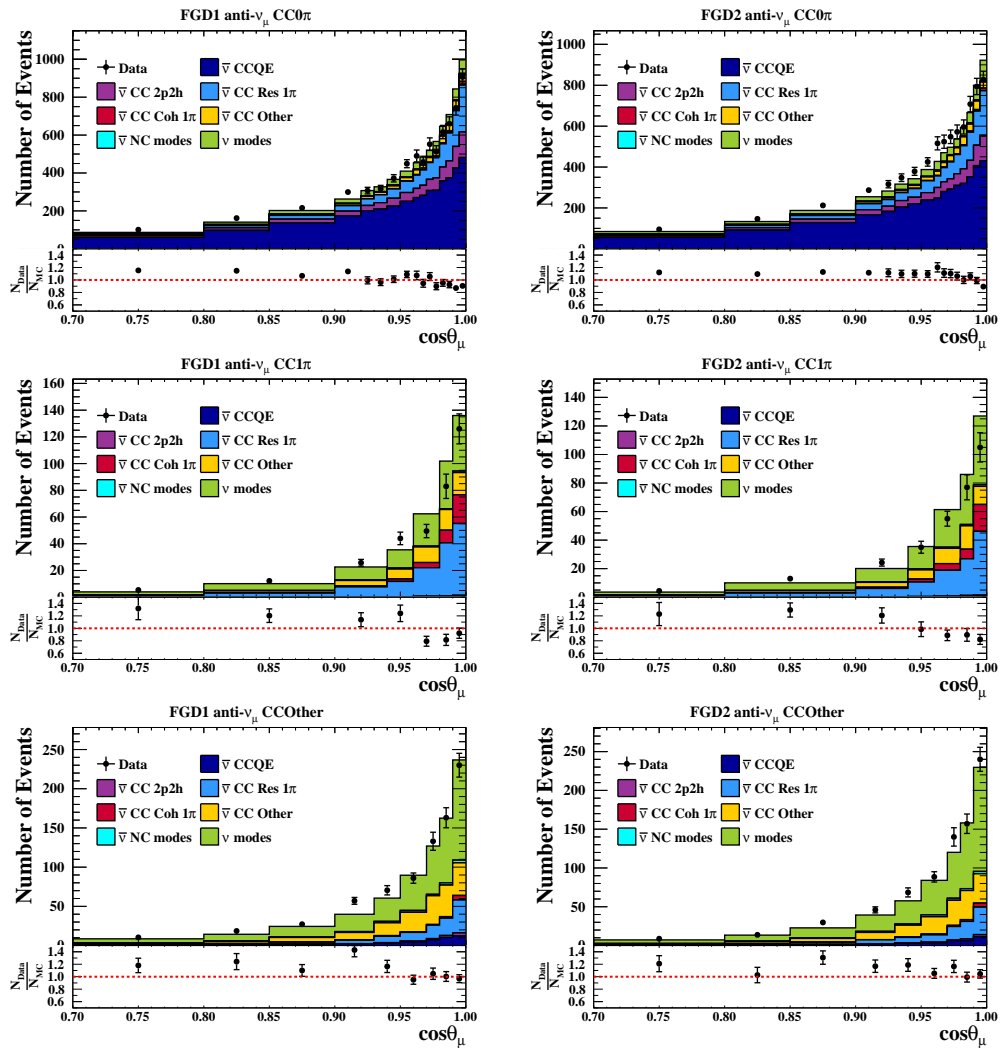 FGD1 anti-ν_μ CC0π
Number of Events
1000
800
600
400
200
0
Data
ν̅ CCQE
ν̅ CC 2p2h
ν̅ CC Res 1π
ν̅ CC Coh 1π
ν̅ CC Other
ν̅ NC modes
ν modes
N_Data/N_MC
1.4
1.2
1.0
0.8
0.6
0.70 0.75 0.80 0.85 0.90 0.95 1.00
cosθ_μ
FGD2 anti-ν_μ CC0π
Number of Events
1000
800
600
400
200
0
Data
ν̅ CCQE
ν̅ CC 2p2h
ν̅ CC Res 1π
ν̅ CC Coh 1π
ν̅ CC Other
ν̅ NC modes
ν modes
N_Data/N_MC
1.4
1.2
1.0
0.8
0.6
0.70 0.75 0.80 0.85 0.90 0.95 1.00
cosθ_μ
FGD1 anti-ν_μ CC1π
Number of Events
160
140
120
100
80
60
40
20
0
Data
ν̅ CCQE
ν̅ CC 2p2h
ν̅ CC Res 1π
ν̅ CC Coh 1π
ν̅ CC Other
ν̅ NC modes
ν modes
N_Data/N_MC
1.4
1.2
1.0
0.8
0.6
0.70 0.75 0.80 0.85 0.90 0.95 1.00
cosθ_μ
FGD2 anti-ν_μ CC1π
Number of Events
140
120
100
80
60
40
20
0
Data
ν̅ CCQE
ν̅ CC 2p2h
ν̅ CC Res 1π
ν̅ CC Coh 1π
ν̅ CC Other
ν̅ NC modes
ν modes
N_Data/N_MC
1.4
1.2
1.0
0.8
0.6
0.70 0.75 0.80 0.85 0.90 0.95 1.00
cosθ_μ
FGD1 anti-ν_μ CCOther
Number of Events
250
200
150
100
50
0
Data
ν̅ CCQE
ν̅ CC 2p2h
ν̅ CC Res 1π
ν̅ CC Coh 1π
ν̅ CC Other
ν̅ NC modes
ν modes
N_Data/N_MC
1.4
1.2
1.0
0.8
0.6
0.70 0.75 0.80 0.85 0.90 0.95 1.00
cosθ_μ
FGD2 anti-ν_μ CCOther
Number of Events
250
200
150
100
50
0
Data
ν̅ CCQE
ν̅ CC 2p2h
ν̅ CC Res 1π
ν̅ CC Coh 1π
ν̅ CC Other
ν̅ NC modes
ν modes
N_Data/N_MC
1.4
1.2
1.0
0.8
0.6
0.70 0.75 0.80 0.85 0.90 0.95 1.00
cosθ_μ